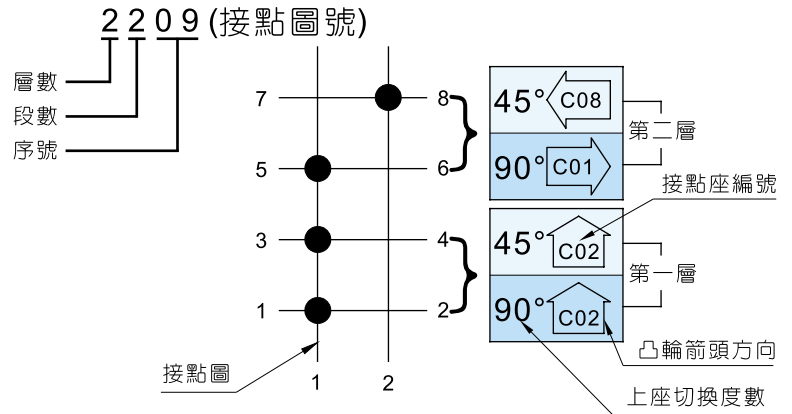 2209 (接點圖號)
層數
段數
序號
7 8
5 6
3 4
1 2
45° C08
90° C01
第二層
接點座編號
45° C02
90° C02
第一層
凸輪箭頭方向
上座切換度數
接點圖
1 2